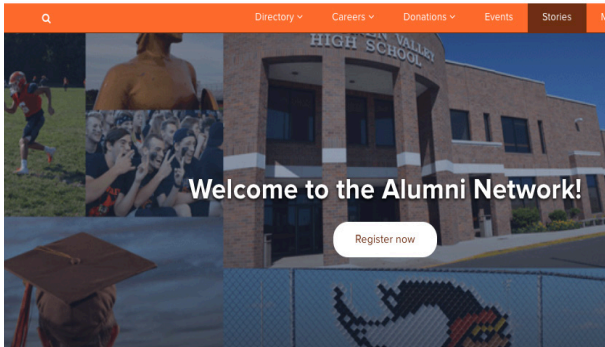 Directory Careers Donations Events Stories
VALLEY
HIGH SCHOOL
Welcome to the Alumni Network!
Register now